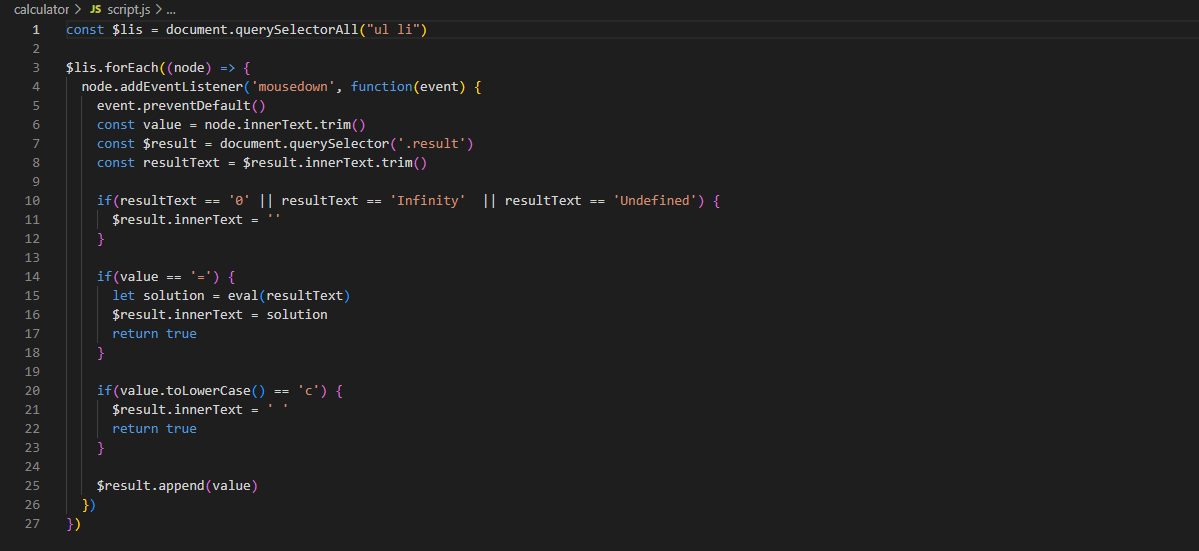 calculator > JS script.js > ...
1 const $lis = document.querySelectorAll("ul li")
2
3 $lis.forEach((node) => {
4   node.addEventListener('mousedown', function(event) {
5     event.preventDefault()
6     const value = node.innerText.trim()
7     const $result = document.querySelector('.result')
8     const resultText = $result.innerText.trim()
9
10     if(resultText == '0' || resultText == 'Infinity'  || resultText == 'Undefined') {
11       $result.innerText = ''
12     }
13
14     if(value == '=') {
15       let solution = eval(resultText)
16       $result.innerText = solution
17       return true
18     }
19
20     if(value.toLowerCase() == 'c') {
21       $result.innerText = ' '
22       return true
23     }
24
25     $result.append(value)
26   })
27 })